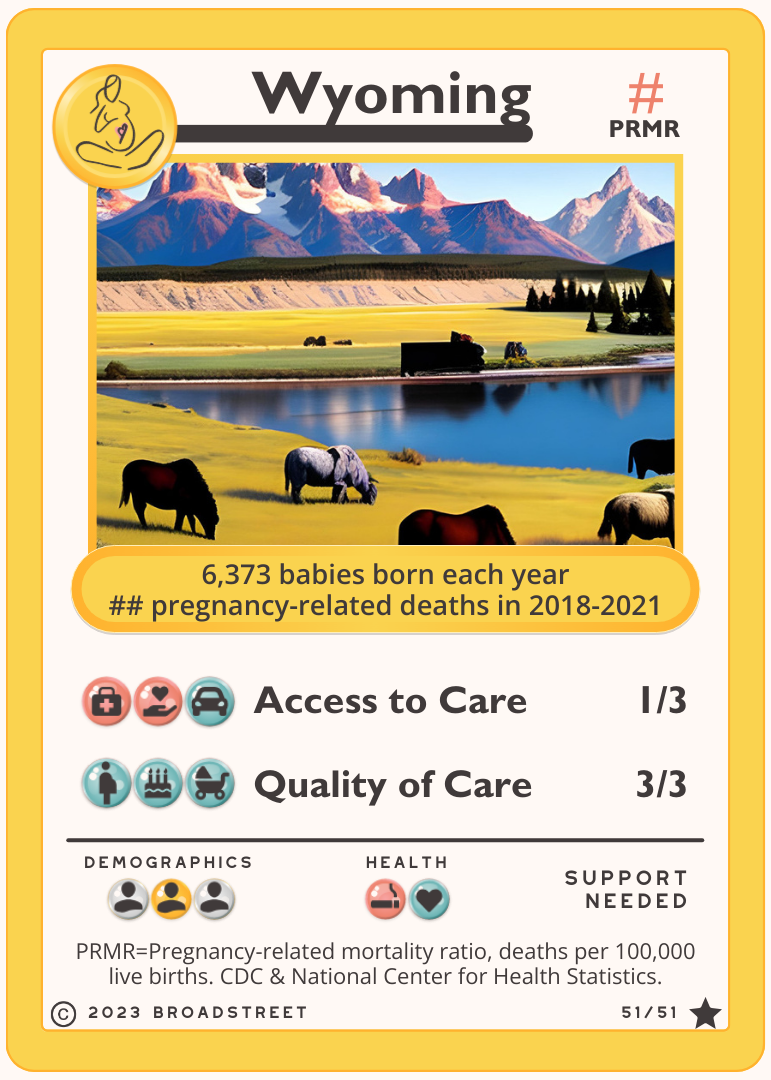 Wyoming
#
PRMR
6,373 babies born each year
## pregnancy-related deaths in 2018-2021
Access to Care 1/3
Quality of Care 3/3
DEMOGRAPHICS
HEALTH
SUPPORT
NEEDED
PRMR=Pregnancy-related mortality ratio, deaths per 100,000
live births. CDC & National Center for Health Statistics.
© 2023 BROADSTREET 51/51